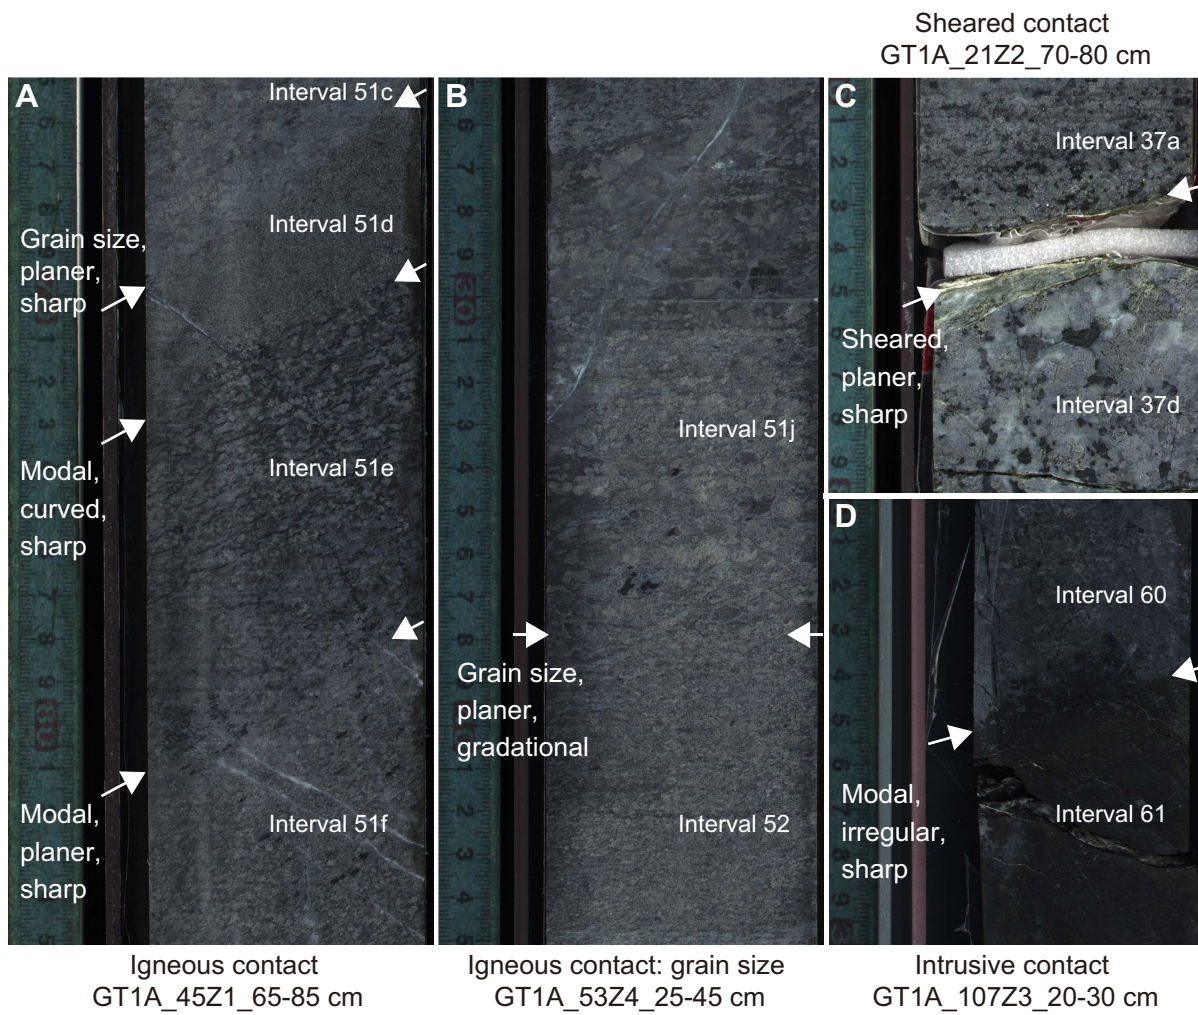 Sheared contact
GT1A_21Z2_70-80 cm
A
Interval 51c
Interval 51d
Grain size,
planer,
sharp
Modal,
curved,
sharp
Interval 51e
Modal,
planer,
sharp
Interval 51f
B
Interval 51j
Grain size,
planer,
gradational
Interval 52
C
Interval 37a
Sheared,
planer,
sharp
Interval 37d
D
Interval 60
Modal,
irregular,
sharp
Interval 61
Igneous contact
GT1A_45Z1_65-85 cm
Igneous contact: grain size
GT1A_53Z4_25-45 cm
Intrusive contact
GT1A_107Z3_20-30 cm